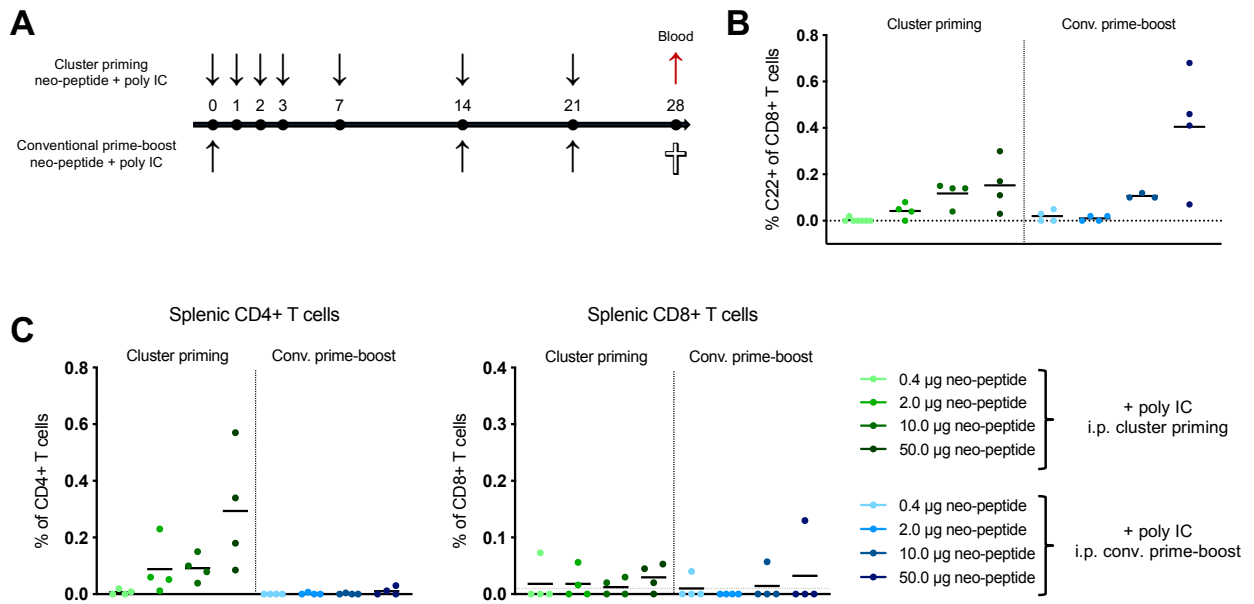 A
Blood
Cluster priming
neo-peptide + poly IC
0 1 2 3 7 14 21 28
Conventional prime-boost
neo-peptide + poly IC
B
Cluster priming
Conv. prime-boost
% C22+ of CD8+ T cells
0.8
0.6
0.4
0.2
0.0
C
Splenic CD4+ T cells
Cluster priming
Conv. prime-boost
% of CD4+ T cells
0.8
0.6
0.4
0.2
0.0
Splenic CD8+ T cells
Cluster priming
Conv. prime-boost
% of CD8+ T cells
0.4
0.3
0.2
0.1
0.0
0.4 µg neo-peptide
2.0 µg neo-peptide
10.0 µg neo-peptide
50.0 µg neo-peptide
+ poly IC
i.p. cluster priming
0.4 µg neo-peptide
2.0 µg neo-peptide
10.0 µg neo-peptide
50.0 µg neo-peptide
+ poly IC
i.p. conv. prime-boost